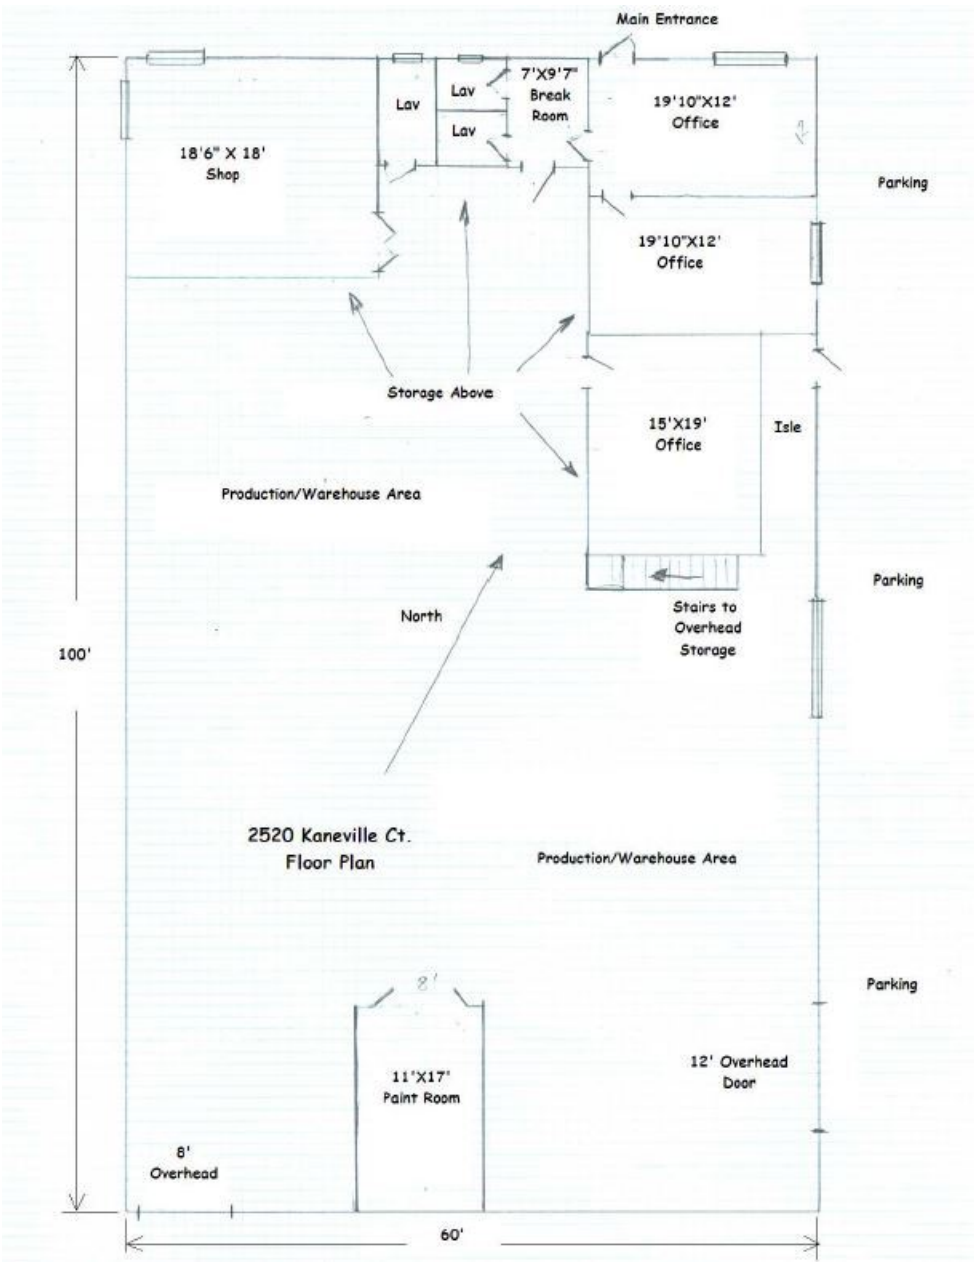 Main Entrance
7'X9'7"
Break
Room
Lav
Lav
Lav
19'10"X12'
Office
18'6" X 18'
Shop
Parking
19'10"X12'
Office
Storage Above
15'X19'
Office
Isle
Production/Warehouse Area
Parking
North
Stairs to
Overhead
Storage
100'
2520 Kaneville Ct.
Floor Plan
Production/Warehouse Area
8'
Parking
12' Overhead
Door
11'X17'
Paint Room
8'
Overhead
60'